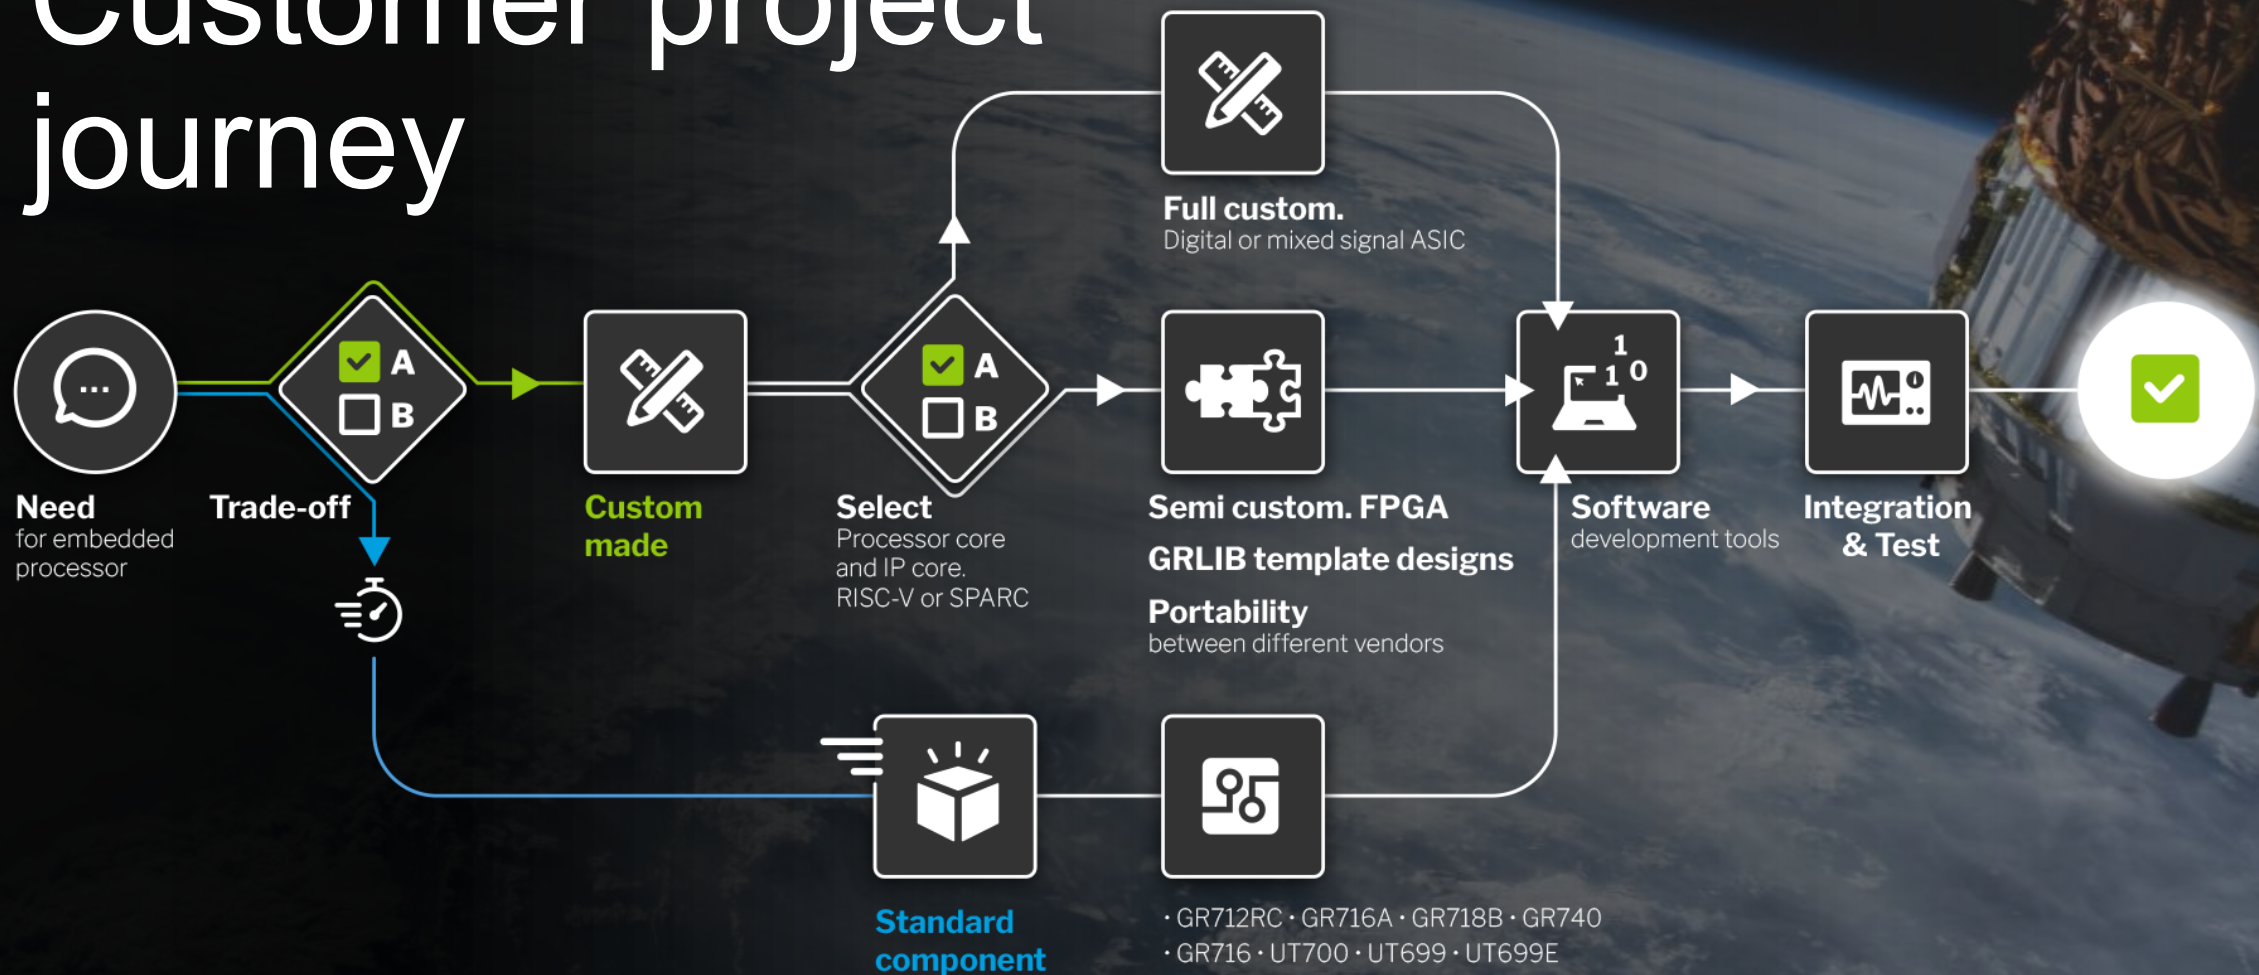 Customer project
journey
Full custom.
Digital or mixed signal ASIC
A
B
A
B
1
1 0
Need
for embedded
processor
Trade-off
Custom
made
Select
Processor core
and IP core.
RISC-V or SPARC
Semi custom. FPGA
GRLIB template designs
Portability
between different vendors
Software
development tools
Integration
& Test
Standard
component
· GR712RC · GR716A · GR718B · GR740
· GR716 · UT700 · UT699 · UT699E